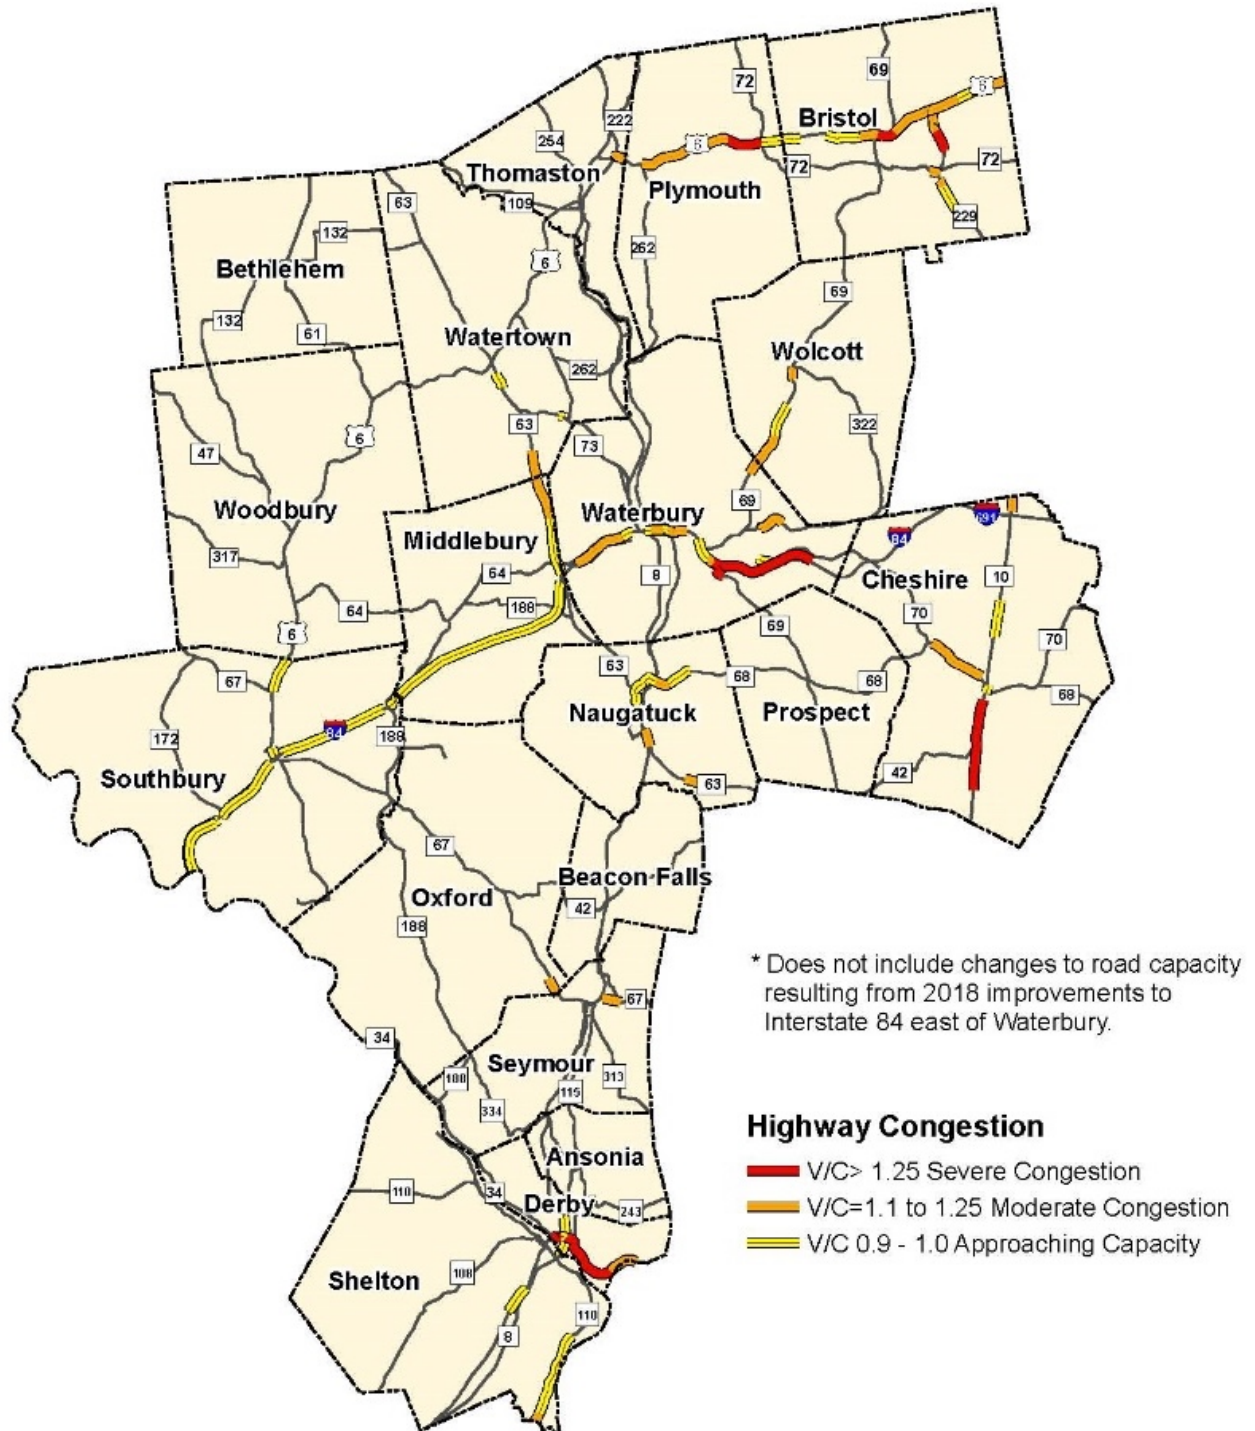 69
6
72
Bristol
222
254
6
72
72
Thomaston
Plymouth
109
63
229
132
262
6
Bethlehem
69
132
61
Watertown
Wolcott
262
63
322
6
73
47
Woodbury
69
Waterbury
691
84
Middlebury
317
64
8
Cheshire
10
188
64
70
69
6
70
63
67
68
68
68
Naugatuck
Prospect
172
84
188
Southbury
42
63
67
Beacon Falls
Oxford
42
188
* Does not include changes to road capacity
resulting from 2018 improvements to
Interstate 84 east of Waterbury.
67
34
Seymour
188
313
115
334
Highway Congestion
Ansonia
V/C> 1.25 Severe Congestion
110
34
Derby
243
V/C=1.1 to 1.25 Moderate Congestion
V/C 0.9 - 1.0 Approaching Capacity
108
Shelton
110
8